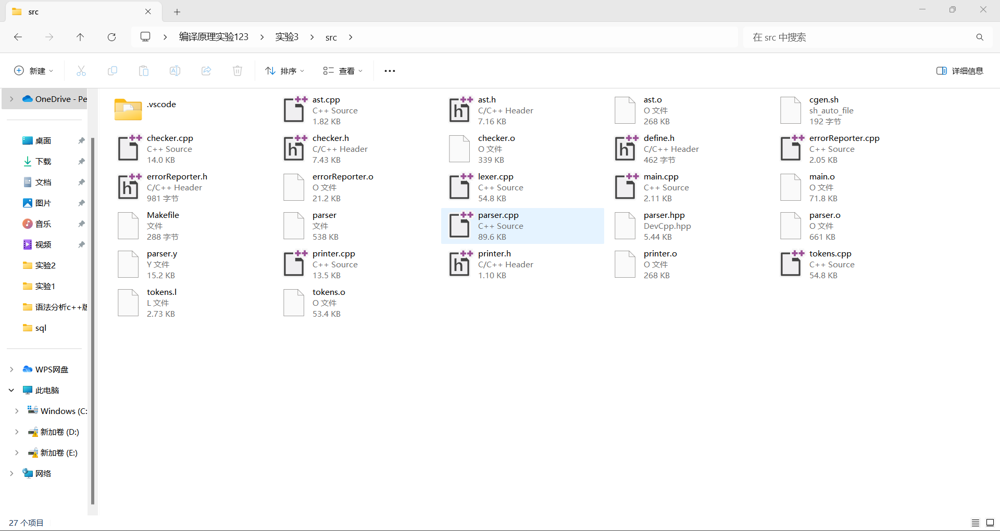 src
编译原理实验123
实验3
src
在 src 中搜索
新建
排序
查看
详细信息
OneDrive - Pe
桌面
下载
文档
图片
音乐
视频
实验2
实验1
语法分析c++版
sql
WPS网盘
此电脑
Windows (C:
新加卷 (D:)
新加卷 (E:)
网络
.vscode
ast.cpp
C++ Source
1.82 KB
ast.h
C/C++ Header
7.16 KB
ast.o
O 文件
268 KB
cgen.sh
sh_auto_file
192 字节
checker.cpp
C++ Source
14.0 KB
checker.h
C/C++ Header
7.43 KB
checker.o
O 文件
339 KB
define.h
C/C++ Header
462 字节
errorReporter.cpp
C++ Source
2.05 KB
errorReporter.h
C/C++ Header
981 字节
errorReporter.o
O 文件
21.2 KB
lexer.cpp
C++ Source
54.8 KB
main.cpp
C++ Source
2.11 KB
main.o
O 文件
71.8 KB
Makefile
文件
288 字节
parser
文件
538 KB
parser.cpp
C++ Source
89.6 KB
parser.hpp
DevCpp.hpp
5.44 KB
parser.o
O 文件
661 KB
parser.y
Y 文件
15.2 KB
printer.cpp
C++ Source
13.5 KB
printer.h
C/C++ Header
1.10 KB
printer.o
O 文件
268 KB
tokens.cpp
C++ Source
54.8 KB
tokens.l
L 文件
2.73 KB
tokens.o
O 文件
53.4 KB
27 个项目